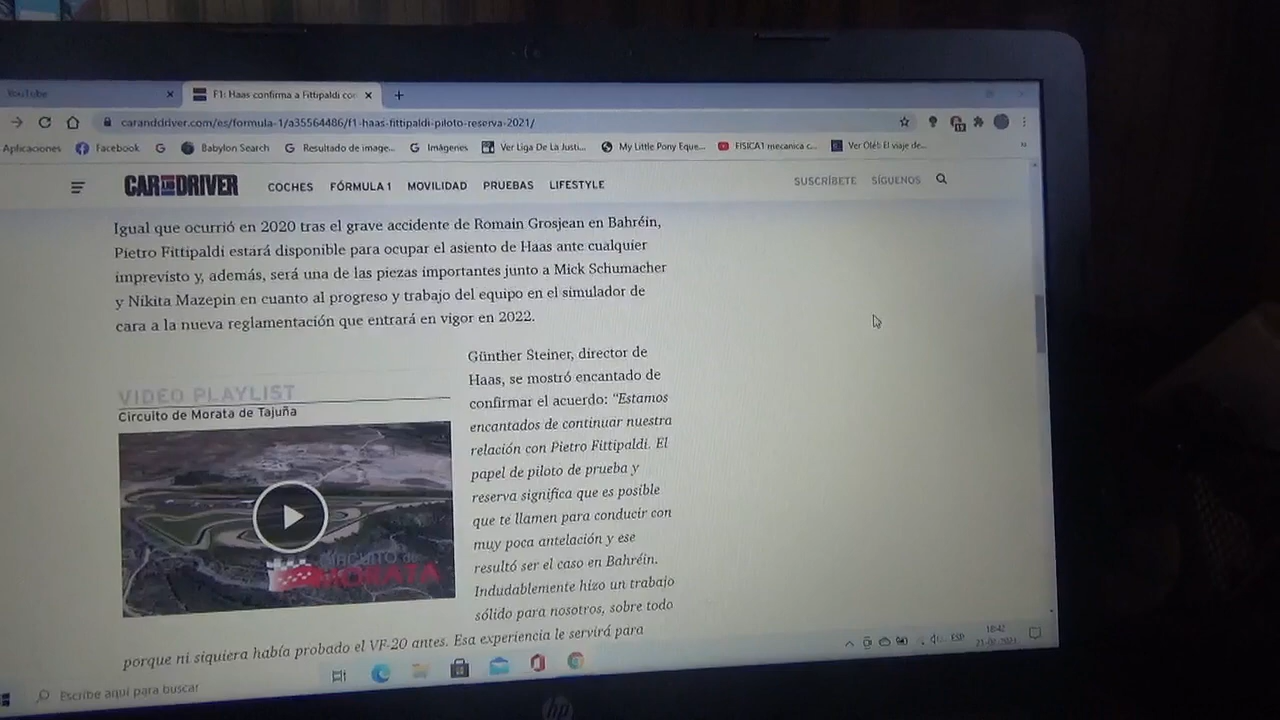 YouTube
F1: Haas confirma a Fittipaldi con
caranddriver.com/es/formula-1/a35564486/f1-haas-fittipaldi-piloto-reserva-2021/
Aplicaciones Facebook Babylon Search Resultado de image... Imágenes Ver Liga De La Justi... My Little Pony Eque... FISICA1 mecanica c... Ver Olét: El viaje de...
CAR AND DRIVER COCHES FÓRMULA 1 MOVILIDAD PRUEBAS LIFESTYLE SUSCRÍBETE SÍGUENOS
Igual que ocurrió en 2020 tras el grave accidente de Romain Grosjean en Bahréin,
Pietro Fittipaldi estará disponible para ocupar el asiento de Haas ante cualquier
imprevisto y, además, será una de las piezas importantes junto a Mick Schumacher
y Nikita Mazepin en cuanto al progreso y trabajo del equipo en el simulador de
cara a la nueva reglamentación que entrará en vigor en 2022.
VIDEO PLAYLIST
Circuito de Morata de Tajuña
CIRCUITO de
MORATA
Günther Steiner, director de
Haas, se mostró encantado de
confirmar el acuerdo: "Estamos
encantados de continuar nuestra
relación con Pietro Fittipaldi. El
papel de piloto de prueba y
reserva significa que es posible
que te llamen para conducir con
muy poca antelación y ese
resultó ser el caso en Bahréin.
Indudablemente hizo un trabajo
sólido para nosotros, sobre todo
porque ni siquiera había probado el VF-20 antes. Esa experiencia le servirá para
Escribe aquí para buscar
ESP
18:42
hp